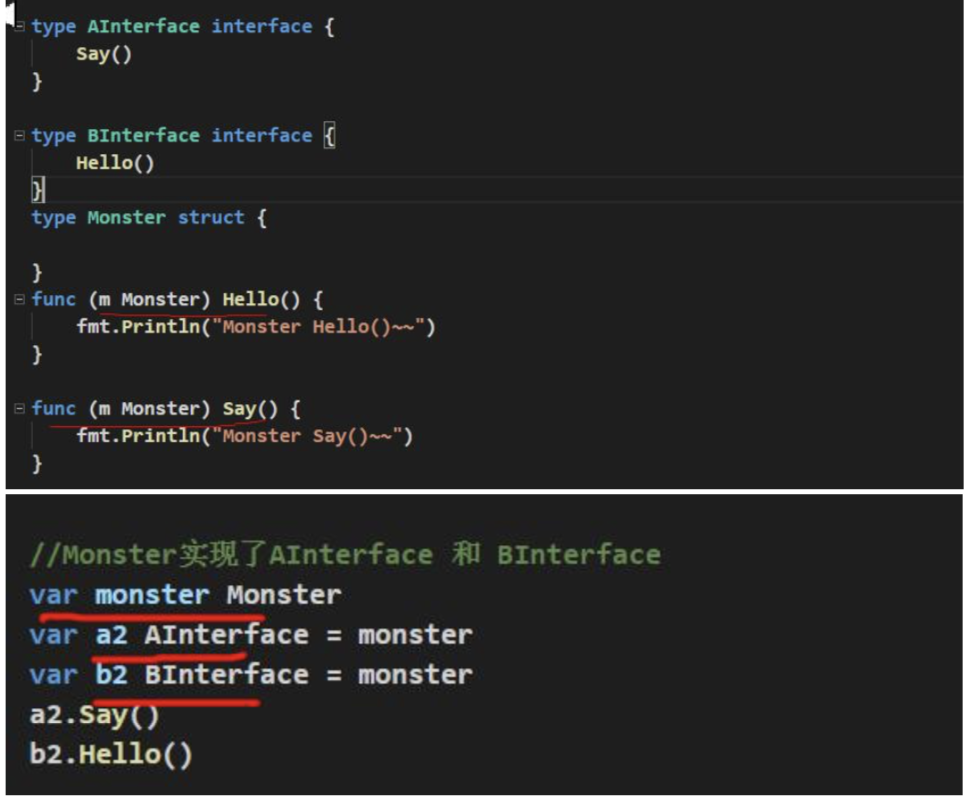 type AInterface interface {
Say()
}
type BInterface interface {
Hello()
}
type Monster struct {
}
func (m Monster) Hello() {
fmt.Println("Monster Hello()~~")
}
func (m Monster) Say() {
fmt.Println("Monster Say()~~")
}
//Monster实现了AInterface 和 BInterface
var monster Monster
var a2 AInterface = monster
var b2 BInterface = monster
a2.Say()
b2.Hello()